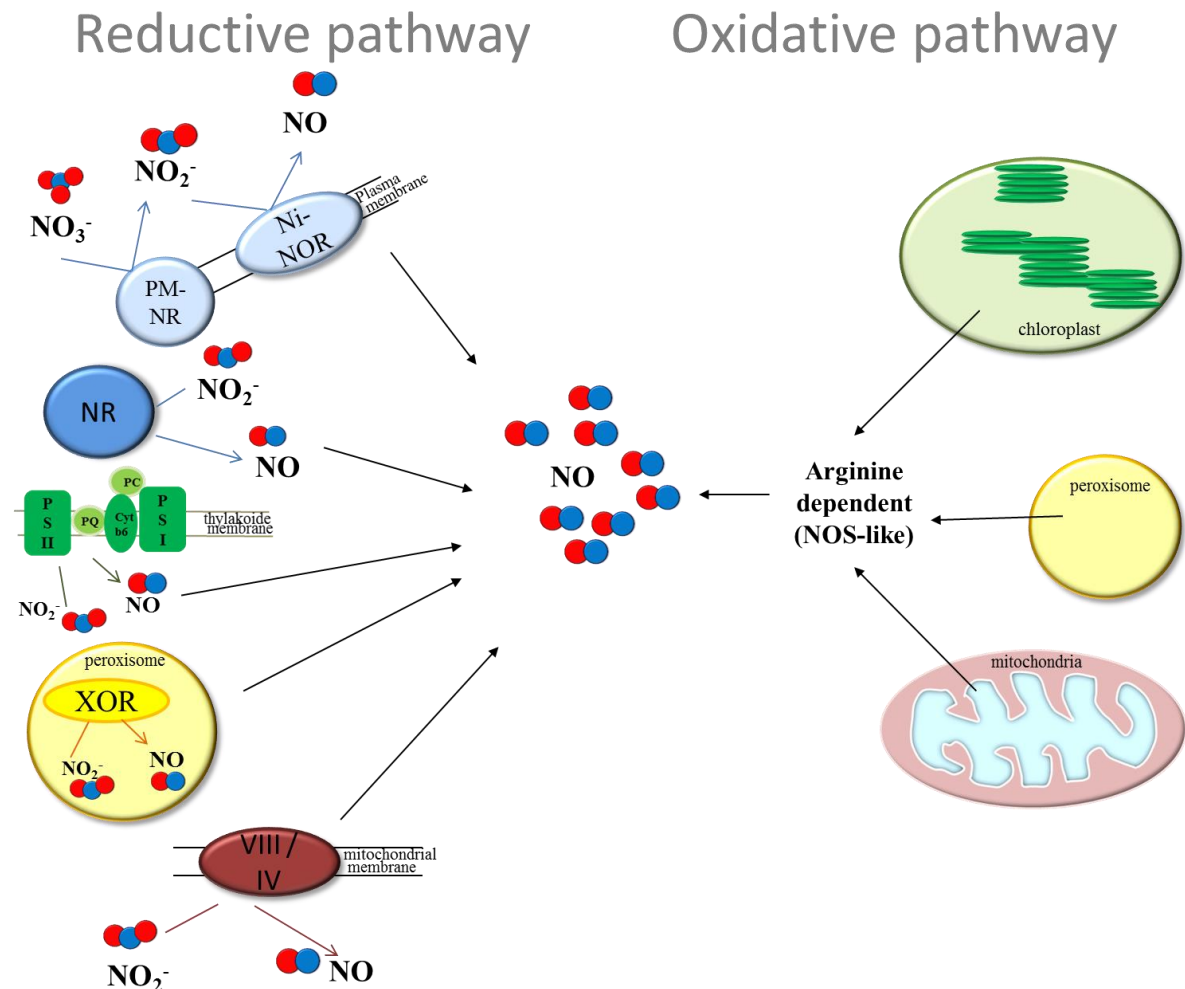 Reductive pathway
Oxidative pathway
NO
NO2-
NO3-
Plasma
membrane
Ni-
NOR
PM-
NR
chloroplast
NO2-
NR
NO
NO
Arginine
dependent
(NOS-like)
peroxisome
P
S
II
PQ
PC
Cyt
b6
P
S
I
thylakoide
membrane
NO2-
NO
peroxisome
XOR
NO2-
NO
mitochondria
VIII /
IV
mitochondrial
membrane
NO2-
NO